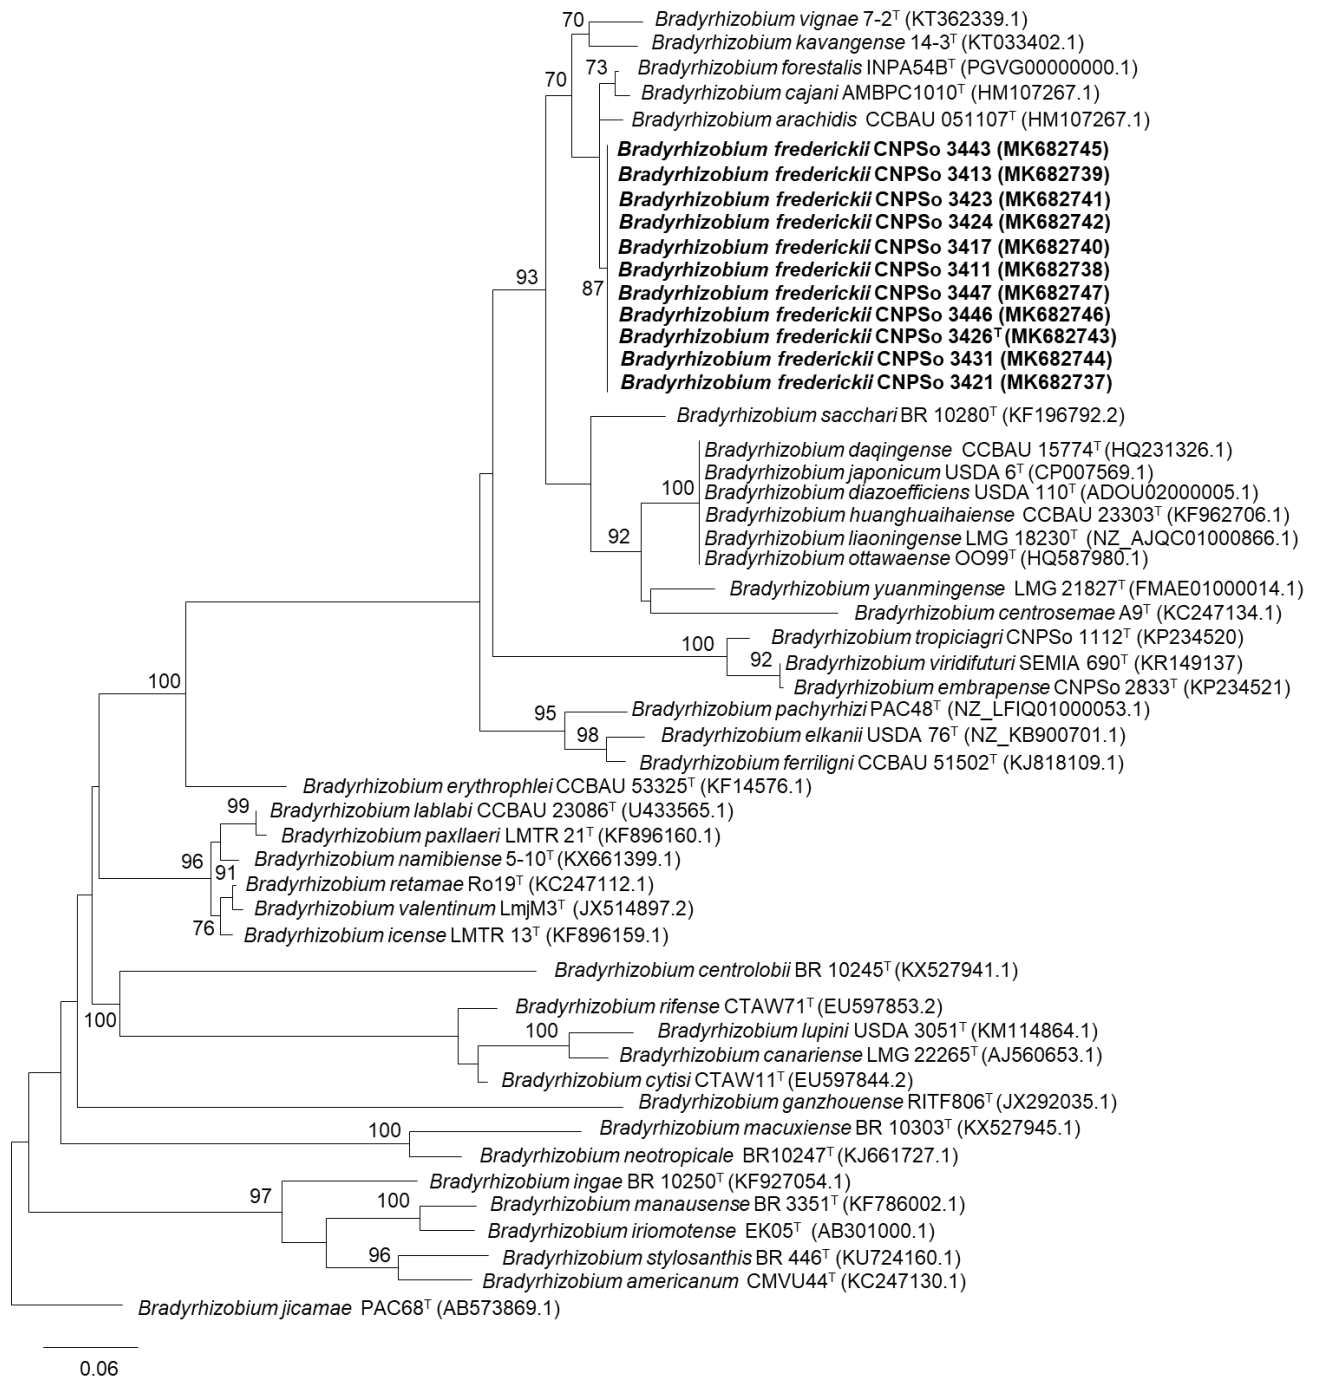 70
Bradyrhizobium vignae 7-2ᵀ (KT362339.1)
Bradyrhizobium kavangense 14-3ᵀ (KT033402.1)
73
Bradyrhizobium forestalis INPA54Bᵀ (PGVG00000000.1)
70
Bradyrhizobium cajani AMBPC1010ᵀ (HM107267.1)
Bradyrhizobium arachidis CCBAU 051107ᵀ (HM107267.1)
Bradyrhizobium frederickii CNPSo 3443 (MK682745)
Bradyrhizobium frederickii CNPSo 3413 (MK682739)
Bradyrhizobium frederickii CNPSo 3423 (MK682741)
Bradyrhizobium frederickii CNPSo 3424 (MK682742)
Bradyrhizobium frederickii CNPSo 3417 (MK682740)
93
Bradyrhizobium frederickii CNPSo 3411 (MK682738)
87
Bradyrhizobium frederickii CNPSo 3447 (MK682747)
Bradyrhizobium frederickii CNPSo 3446 (MK682746)
Bradyrhizobium frederickii CNPSo 3426ᵀ (MK682743)
Bradyrhizobium frederickii CNPSo 3431 (MK682744)
Bradyrhizobium frederickii CNPSo 3421 (MK682737)
Bradyrhizobium sacchari BR 10280ᵀ (KF196792.2)
Bradyrhizobium daqingense CCBAU 15774ᵀ (HQ231326.1)
Bradyrhizobium japonicum USDA 6ᵀ (CP007569.1)
100
Bradyrhizobium diazoefficiens USDA 110ᵀ (ADOU02000005.1)
Bradyrhizobium huanghuaihaiense CCBAU 23303ᵀ (KF962706.1)
92
Bradyrhizobium liaoningense LMG 18230ᵀ (NZ_AJQC01000866.1)
Bradyrhizobium ottawaense OO99ᵀ (HQ587980.1)
Bradyrhizobium yuanmingense LMG 21827ᵀ (FMAE01000014.1)
Bradyrhizobium centrosemae A9ᵀ (KC247134.1)
100
Bradyrhizobium tropiciagri CNPSo 1112ᵀ (KP234520)
92
Bradyrhizobium viridifuturi SEMIA 690ᵀ (KR149137)
100
Bradyrhizobium embrapense CNPSo 2833ᵀ (KP234521)
95
Bradyrhizobium pachyrhizi PAC48ᵀ (NZ_LFIQ01000053.1)
98
Bradyrhizobium elkanii USDA 76ᵀ (NZ_KB900701.1)
Bradyrhizobium ferriligni CCBAU 51502ᵀ (KJ818109.1)
Bradyrhizobium erythrophlei CCBAU 53325ᵀ (KF14576.1)
99
Bradyrhizobium lablabi CCBAU 23086ᵀ (U433565.1)
Bradyrhizobium paxllaeri LMTR 21ᵀ (KF896160.1)
96
Bradyrhizobium namibiense 5-10ᵀ (KX661399.1)
91
Bradyrhizobium retamae Ro19ᵀ (KC247112.1)
Bradyrhizobium valentinum LmjM3ᵀ (JX514897.2)
76
Bradyrhizobium icense LMTR 13ᵀ (KF896159.1)
Bradyrhizobium centrolobii BR 10245ᵀ (KX527941.1)
Bradyrhizobium rifense CTAW71ᵀ (EU597853.2)
100
100
Bradyrhizobium lupini USDA 3051ᵀ (KM114864.1)
Bradyrhizobium canariense LMG 22265ᵀ (AJ560653.1)
Bradyrhizobium cytisi CTAW11ᵀ (EU597844.2)
Bradyrhizobium ganzhouense RITF806ᵀ (JX292035.1)
100
Bradyrhizobium macuxiense BR 10303ᵀ (KX527945.1)
Bradyrhizobium neotropicale BR10247ᵀ (KJ661727.1)
97
Bradyrhizobium ingae BR 10250ᵀ (KF927054.1)
100
Bradyrhizobium manausense BR 3351ᵀ (KF786002.1)
Bradyrhizobium iriomotense EK05ᵀ (AB301000.1)
96
Bradyrhizobium stylosanthis BR 446ᵀ (KU724160.1)
Bradyrhizobium americanum CMVU44ᵀ (KC247130.1)
Bradyrhizobium jicamae PAC68ᵀ (AB573869.1)
0.06